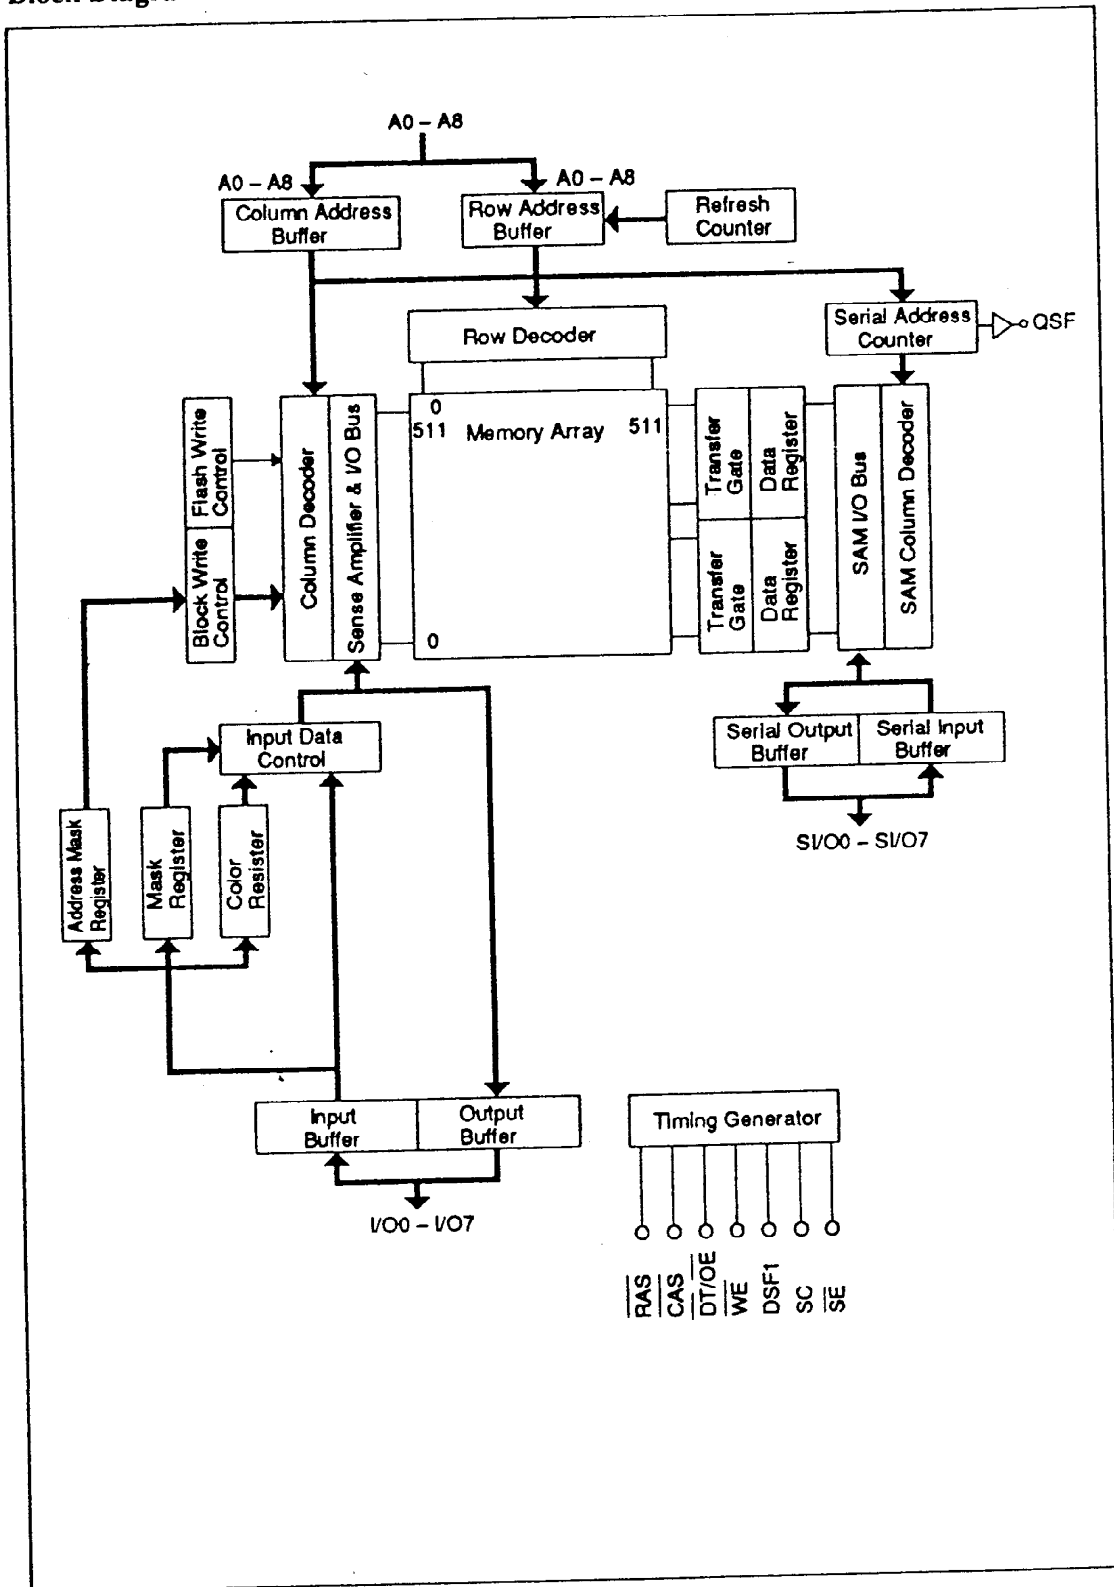 A0 – A8
A0 – A8
A0 – A8
Column Address
Buffer
Row Address
Buffer
Refresh
Counter
Row Decoder
Serial Address
Counter
QSF
Flash Write
Control
Block Write
Control
Column Decoder
Sense Amplifier & I/O Bus
0
511
Memory Array
511
0
Transfer
Gate
Data
Register
Transfer
Gate
Data
Register
SAM I/O Bus
SAM Column Decoder
Input Data
Control
Serial Output
Buffer
Serial Input
Buffer
SI/O0 – SI/O7
Address Mask
Register
Mask
Register
Color
Resister
Input
Buffer
Output
Buffer
I/O0 – I/O7
Timing Generator
RAS
CAS
DT/OE
WE
DSF1
SC
SE